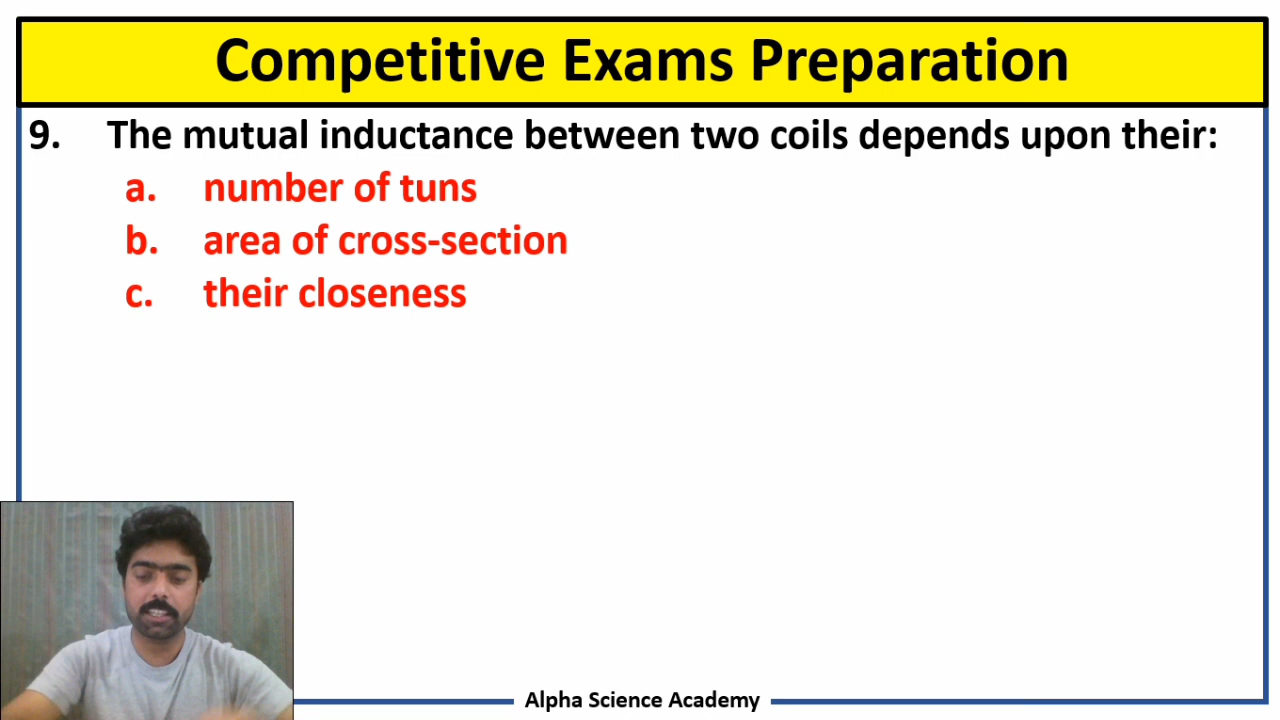 Competitive Exams Preparation
9. The mutual inductance between two coils depends upon their:
a. number of tuns
b. area of cross-section
c. their closeness
Alpha Science Academy